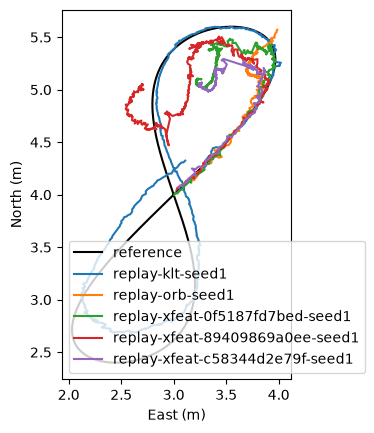 5.5
5.0
4.5
4.0
3.5
3.0
2.5
North (m)
reference
replay-klt-seed1
replay-orb-seed1
replay-xfeat-0f5187fd7bed-seed1
replay-xfeat-89409869a0ee-seed1
replay-xfeat-c58344d2e79f-seed1
2.0 2.5 3.0 3.5 4.0
East (m)